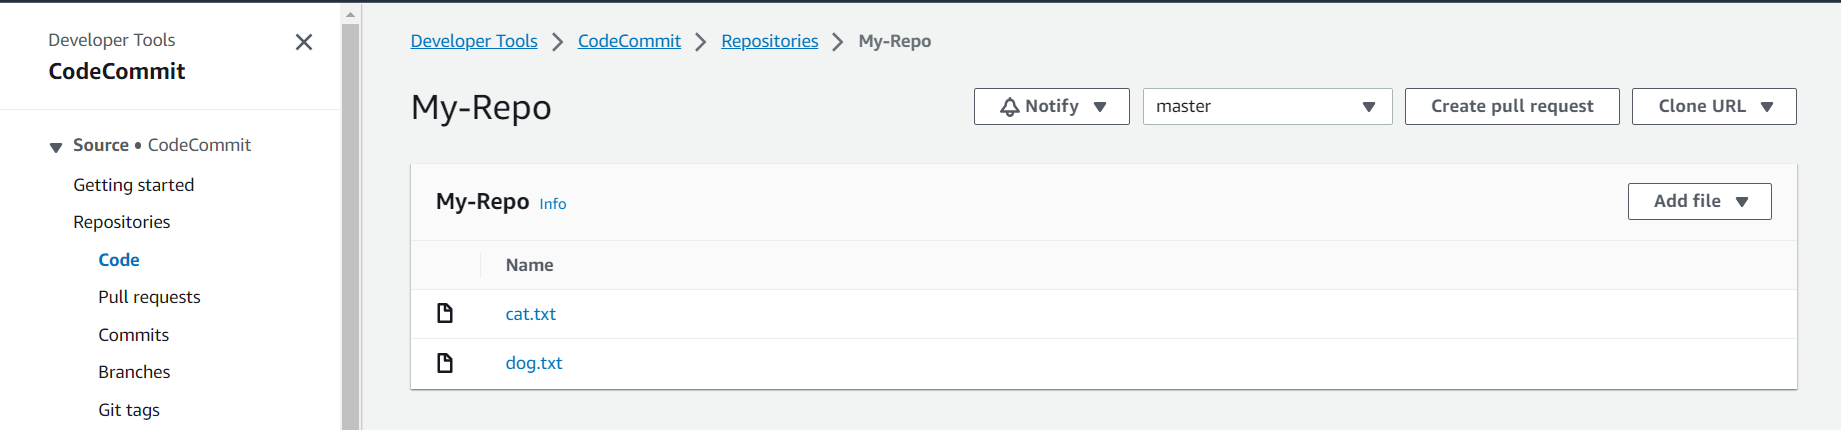 Developer Tools
CodeCommit
Source • CodeCommit
Getting started
Repositories
Code
Pull requests
Commits
Branches
Git tags
Developer Tools > CodeCommit > Repositories > My-Repo
My-Repo
Notify
master
Create pull request
Clone URL
My-Repo Info
Add file
Name
cat.txt
dog.txt